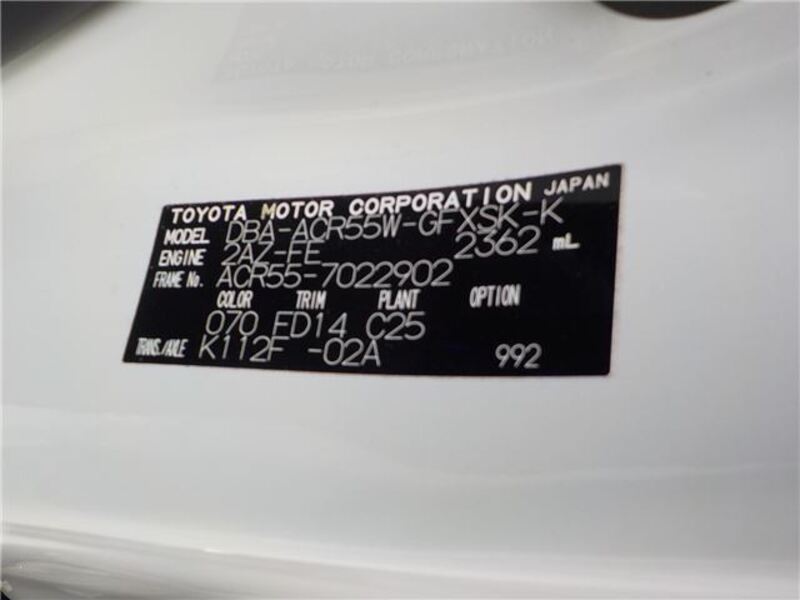 TOYOTA MOTOR CORPORATION JAPAN
MODEL DBA-ACR55W-GFXSK-K
ENGINE 2AZ-FE 2362 mL
FRAME No. ACR55-7022902
COLOR TRIM PLANT OPTION
070 FD14 C25
TRANS./AXLE K112F -02A 992